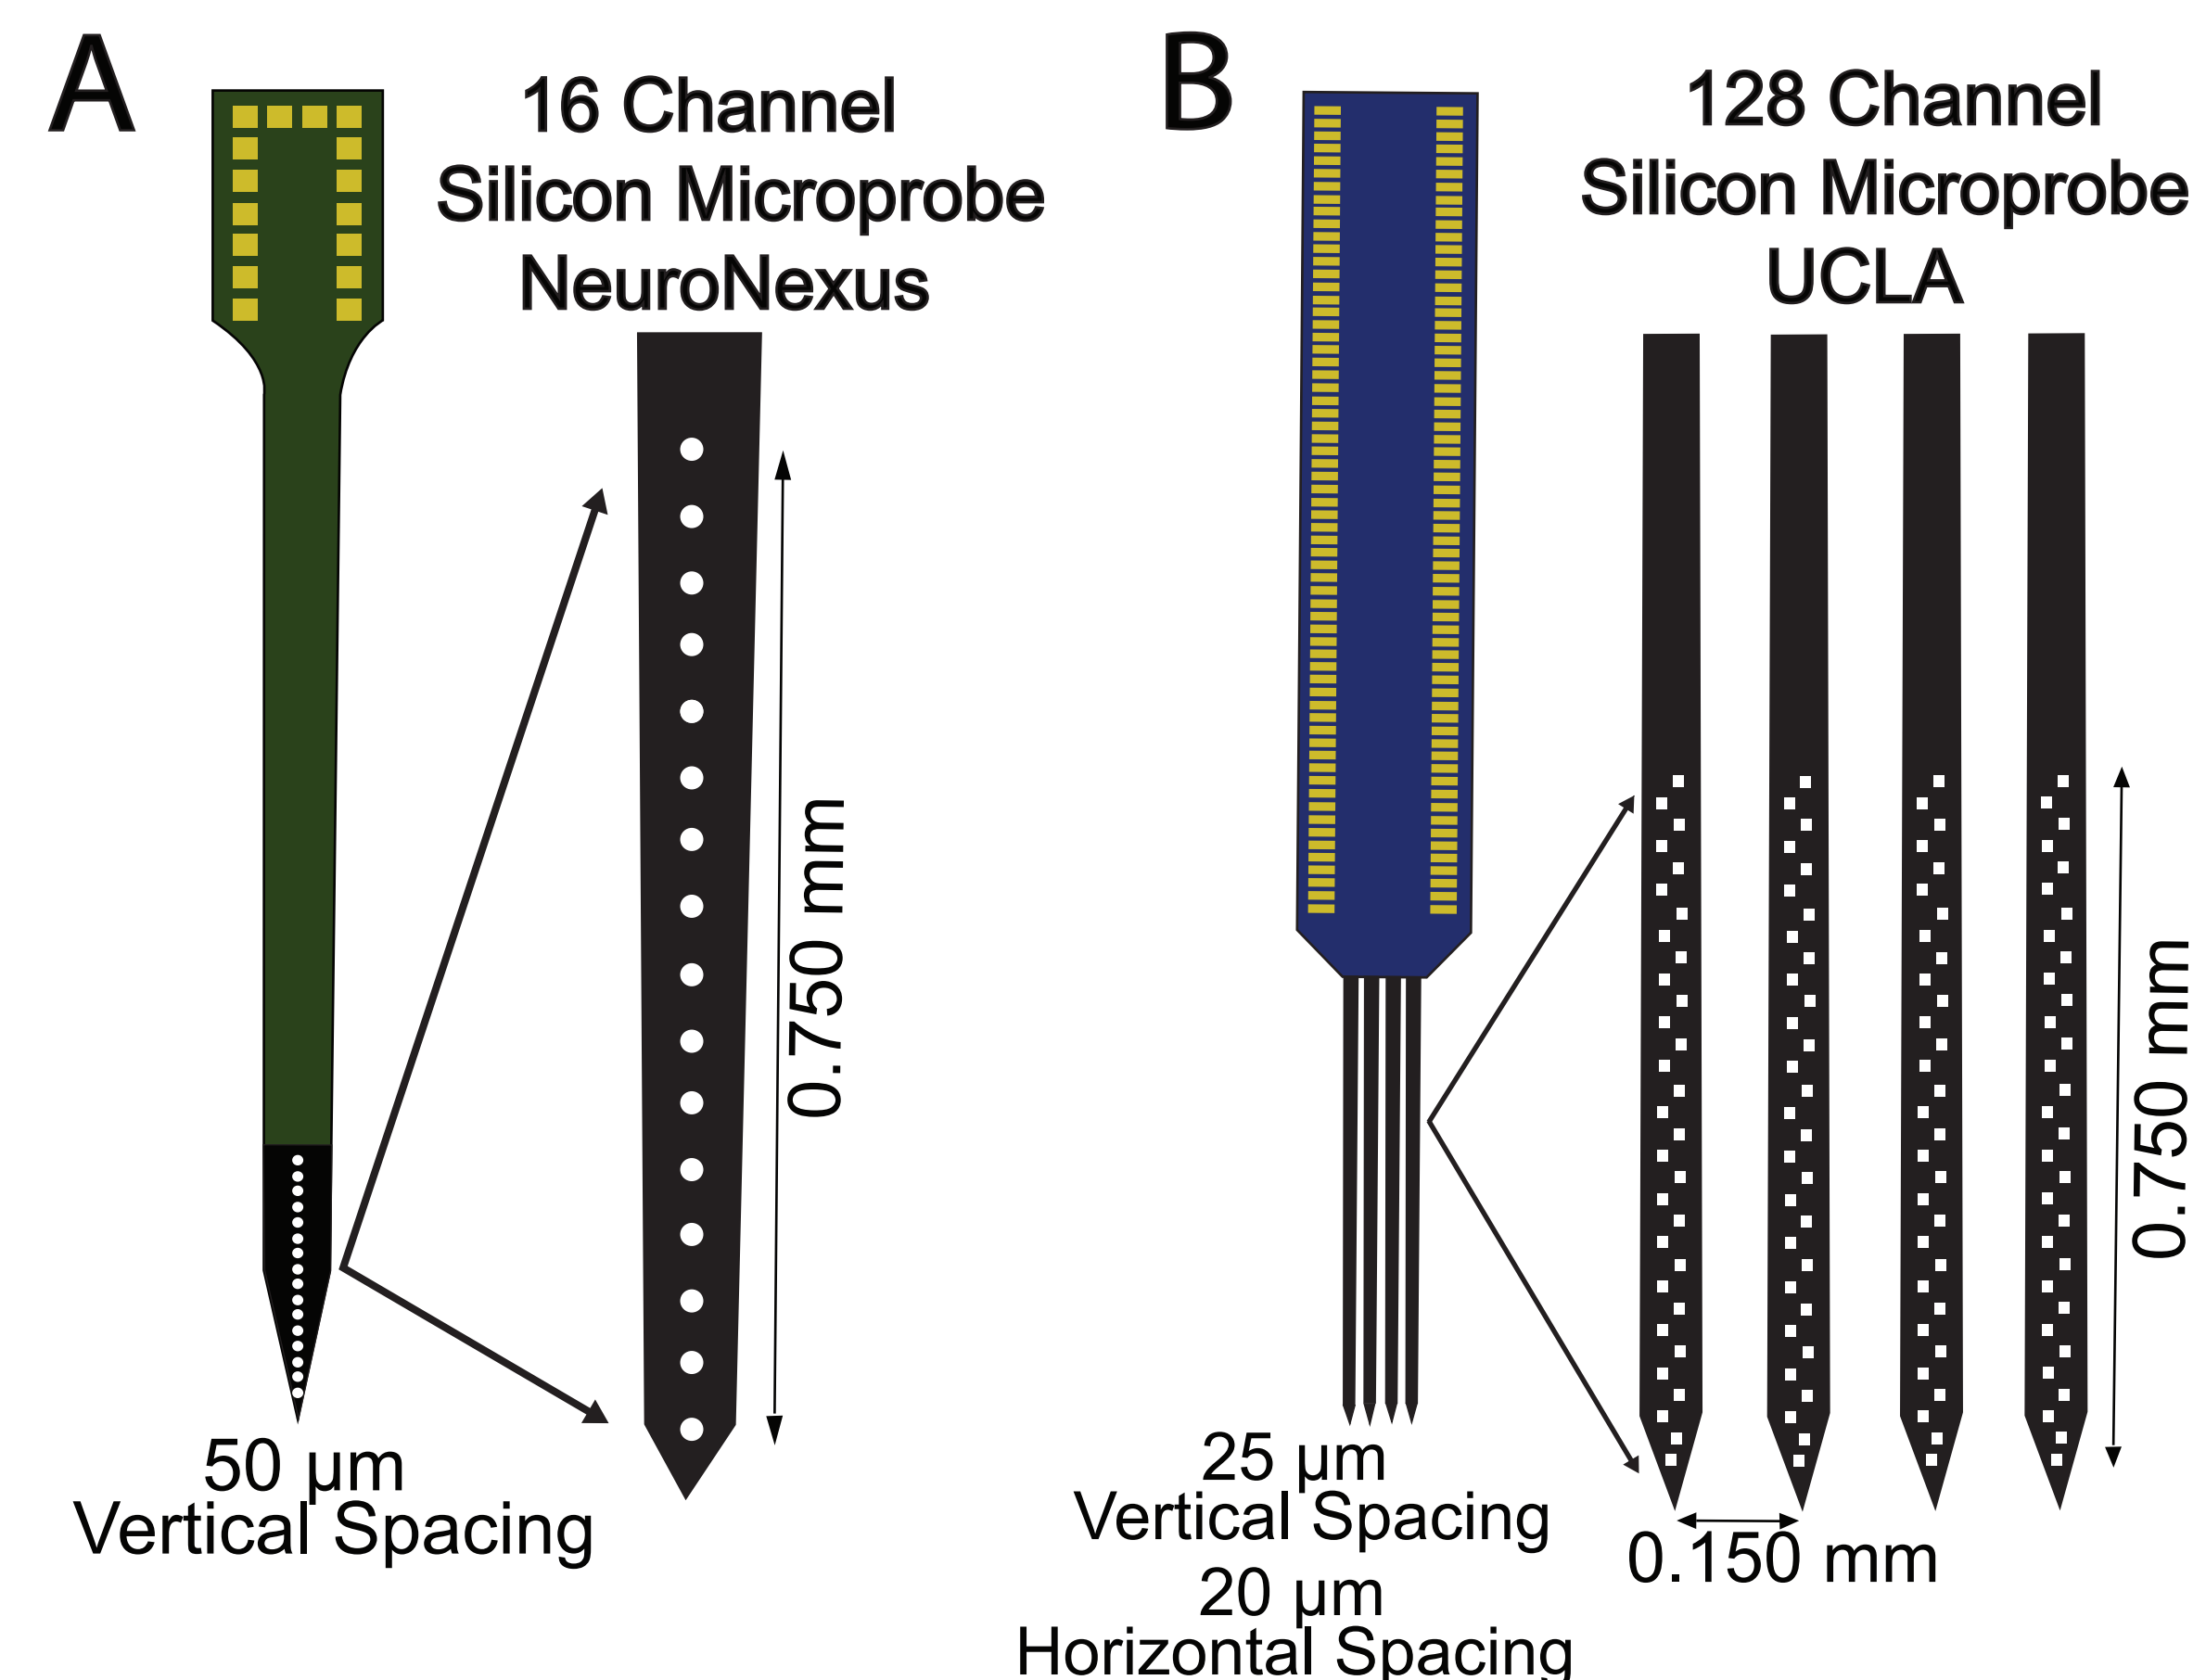 A
16 Channel
Silicon Microprobe
NeuroNexus
0.750 mm
50 µm
Vertical Spacing
B
128 Channel
Silicon Microprobe
UCLA
0.750 mm
25 µm
Vertical Spacing
20 µm
Horizontal Spacing
0.150 mm